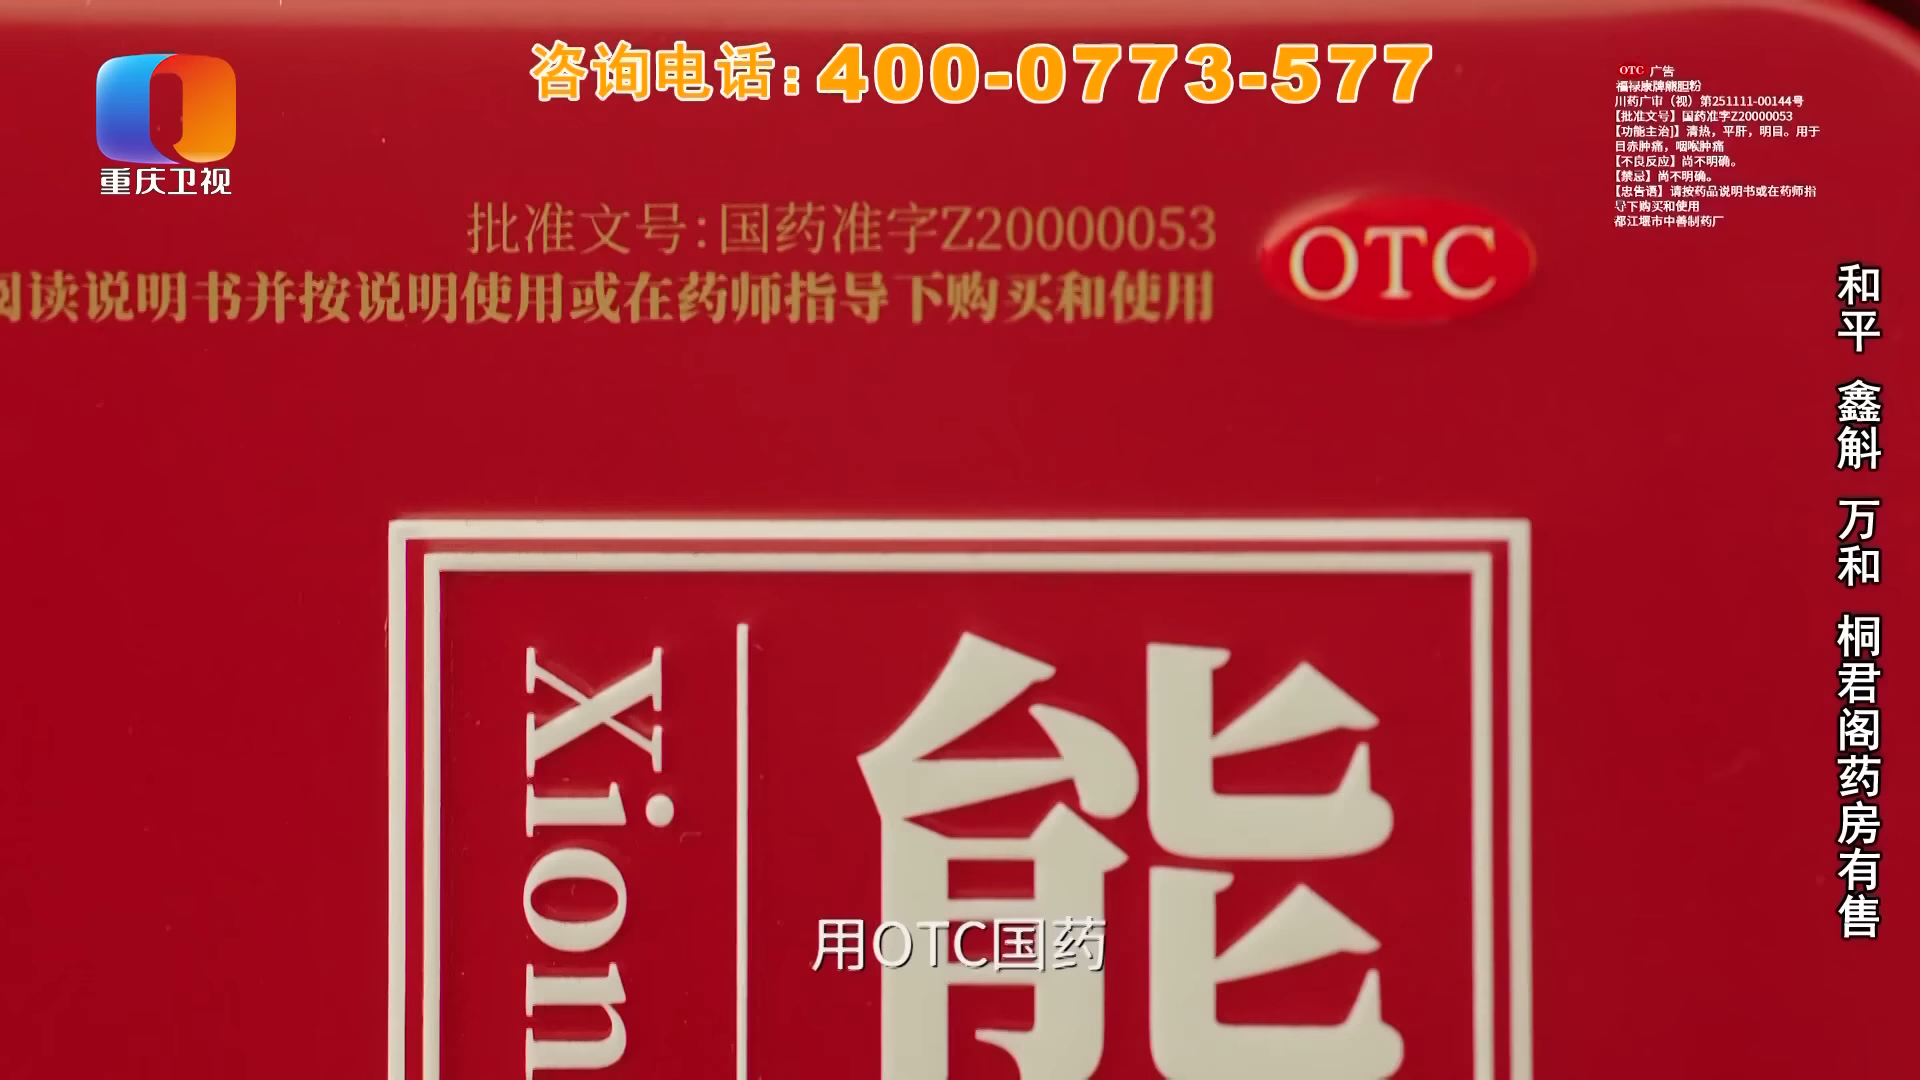 咨询电话:400-0773-577
重庆卫视
OTC 广告
福禄康牌熊胆粉
川药广审（视）第251111-00144号
【批准文号】国药准字Z20000053
【功能主治】清热，平肝，明目。用于
目赤肿痛，咽喉肿痛
【不良反应】尚不明确。
【禁忌】尚不明确。
【忠告语】请按药品说明书或在药师指
导下购买和使用
都江堰市中善制药厂
批准文号:国药准字Z20000053
阅读说明书并按说明使用或在药师指导下购买和使用
OTC
和平 鑫斛 万和 桐君阁药房有售
Xion
用OTC国药